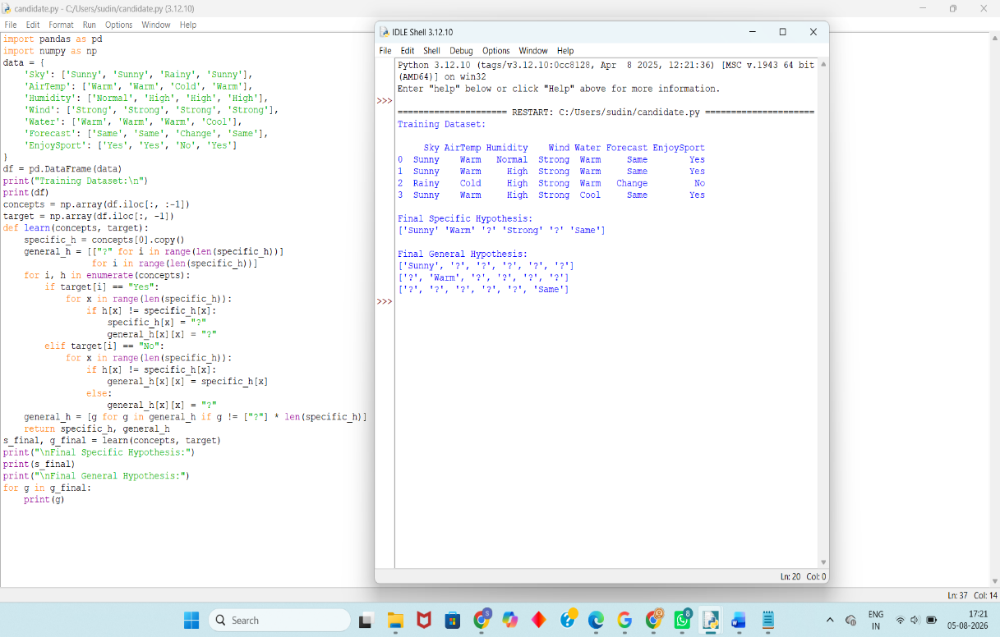 candidate.py - C:/Users/sudin/candidate.py (3.12.10)
File Edit Format Run Options Window Help
import pandas as pd
import numpy as np
data = {
    'Sky': ['Sunny', 'Sunny', 'Rainy', 'Sunny'],
    'AirTemp': ['Warm', 'Warm', 'Cold', 'Warm'],
    'Humidity': ['Normal', 'High', 'High', 'High'],
    'Wind': ['Strong', 'Strong', 'Strong', 'Strong'],
    'Water': ['Warm', 'Warm', 'Warm', 'Cool'],
    'Forecast': ['Same', 'Same', 'Change', 'Same'],
    'EnjoySport': ['Yes', 'Yes', 'No', 'Yes']
}
df = pd.DataFrame(data)
print("Training Dataset:\n")
print(df)
concepts = np.array(df.iloc[:, :-1])
target = np.array(df.iloc[:, -1])
def learn(concepts, target):
    specific_h = concepts[0].copy()
    general_h = [["?" for i in range(len(specific_h))]
                 for i in range(len(specific_h))]
    for i, h in enumerate(concepts):
        if target[i] == "Yes":
            for x in range(len(specific_h)):
                if h[x] != specific_h[x]:
                    specific_h[x] = "?"
                    general_h[x][x] = "?"
        elif target[i] == "No":
            for x in range(len(specific_h)):
                if h[x] != specific_h[x]:
                    general_h[x][x] = specific_h[x]
                else:
                    general_h[x][x] = "?"
    general_h = [g for g in general_h if g != ["?"] * len(specific_h)]
    return specific_h, general_h
s_final, g_final = learn(concepts, target)
print("\nFinal Specific Hypothesis:")
print(s_final)
print("\nFinal General Hypothesis:")
for g in g_final:
    print(g)
IDLE Shell 3.12.10
File Edit Shell Debug Options Window Help
Python 3.12.10 (tags/v3.12.10:0cc8128, Apr  8 2025, 12:21:36) [MSC v.1943 64 bit
(AMD64)] on win32
Enter "help" below or click "Help" above for more information.
>>>
===================== RESTART: C:/Users/sudin/candidate.py =====================
Training Dataset:
     Sky AirTemp Humidity    Wind Water Forecast EnjoySport
0  Sunny    Warm   Normal  Strong  Warm     Same        Yes
1  Sunny    Warm     High  Strong  Warm     Same        Yes
2  Rainy    Cold     High  Strong  Warm   Change         No
3  Sunny    Warm     High  Strong  Cool     Same        Yes
Final Specific Hypothesis:
['Sunny' 'Warm' '?' 'Strong' '?' 'Same']
Final General Hypothesis:
['Sunny', '?', '?', '?', '?', '?']
['?', 'Warm', '?', '?', '?', '?']
['?', '?', '?', '?', '?', 'Same']
>>>
Ln: 20 Col: 0
Ln: 37 Col: 14
Search
S
8
ENG
IN
17:21
05-08-2026